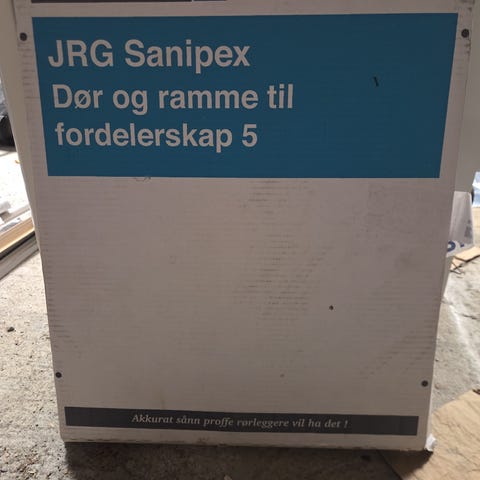 JRG Sanipex
Dør og ramme til
fordelerskap 5
Akkurat sånn proffe rørleggere vil ha det !